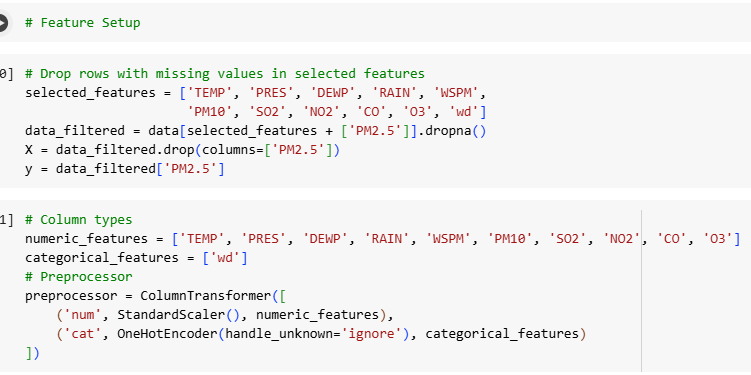 # Feature Setup
0] # Drop rows with missing values in selected features
selected_features = ['TEMP', 'PRES', 'DEWP', 'RAIN', 'WSPM',
'PM10', 'SO2', 'NO2', 'CO', 'O3', 'wd']
data_filtered = data[selected_features + ['PM2.5']].dropna()
X = data_filtered.drop(columns=['PM2.5'])
y = data_filtered['PM2.5']
1] # Column types
numeric_features = ['TEMP', 'PRES', 'DEWP', 'RAIN', 'WSPM', 'PM10', 'SO2', 'NO2', 'CO', 'O3']
categorical_features = ['wd']
# Preprocessor
preprocessor = ColumnTransformer([
('num', StandardScaler(), numeric_features),
('cat', OneHotEncoder(handle_unknown='ignore'), categorical_features)
])